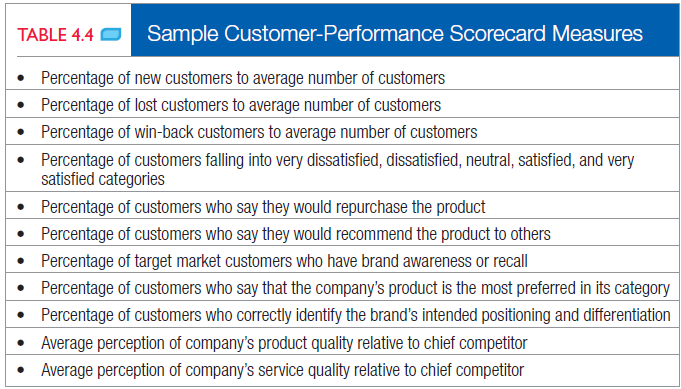 TABLE 4.4 Sample Customer-Performance Scorecard Measures
• Percentage of new customers to average number of customers
• Percentage of lost customers to average number of customers
• Percentage of win-back customers to average number of customers
• Percentage of customers falling into very dissatisfied, dissatisfied, neutral, satisfied, and very
satisfied categories
• Percentage of customers who say they would repurchase the product
• Percentage of customers who say they would recommend the product to others
• Percentage of target market customers who have brand awareness or recall
• Percentage of customers who say that the company’s product is the most preferred in its category
• Percentage of customers who correctly identify the brand’s intended positioning and differentiation
• Average perception of company’s product quality relative to chief competitor
• Average perception of company’s service quality relative to chief competitor